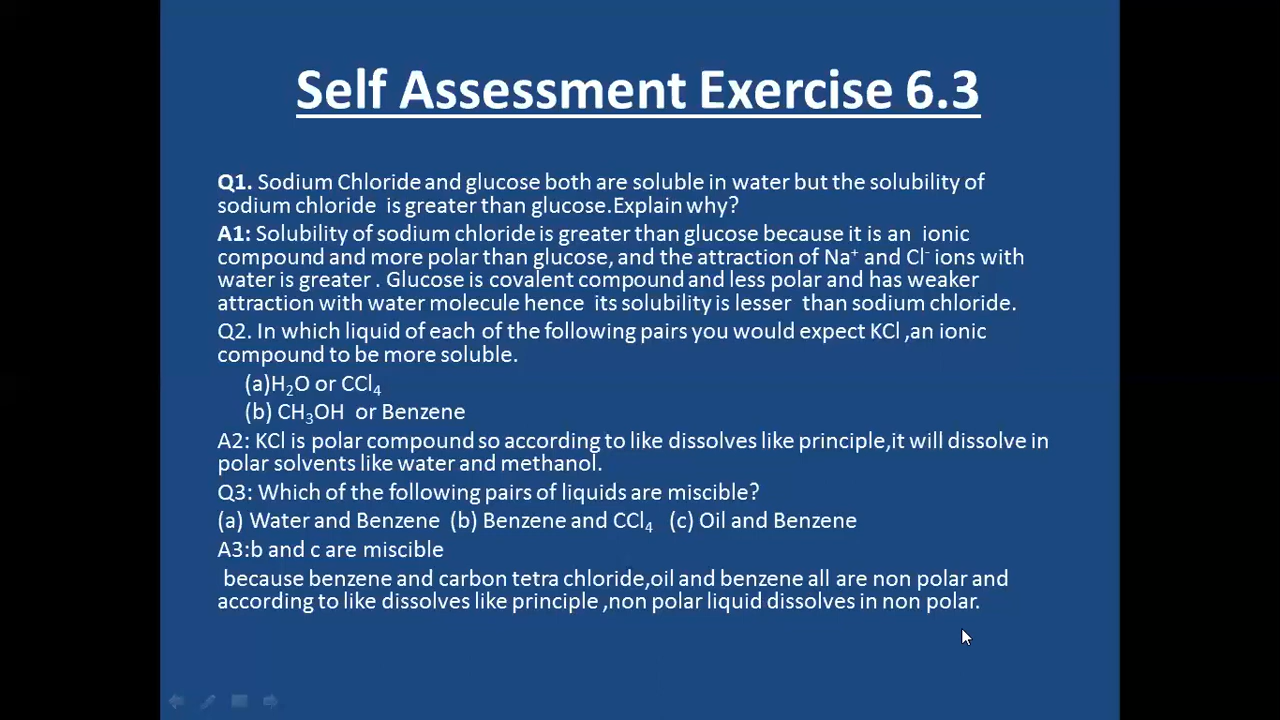 Self Assessment Exercise 6.3
Q1. Sodium Chloride and glucose both are soluble in water but the solubility of
sodium chloride is greater than glucose.Explain why?
A1: Solubility of sodium chloride is greater than glucose because it is an ionic
compound and more polar than glucose, and the attraction of Na⁺ and Cl⁻ ions with
water is greater . Glucose is covalent compound and less polar and has weaker
attraction with water molecule hence its solubility is lesser than sodium chloride.
Q2. In which liquid of each of the following pairs you would expect KCl ,an ionic
compound to be more soluble.
(a)H₂O or CCl₄
(b) CH₃OH or Benzene
A2: KCl is polar compound so according to like dissolves like principle,it will dissolve in
polar solvents like water and methanol.
Q3: Which of the following pairs of liquids are miscible?
(a) Water and Benzene (b) Benzene and CCl₄ (c) Oil and Benzene
A3:b and c are miscible
because benzene and carbon tetra chloride,oil and benzene all are non polar and
according to like dissolves like principle ,non polar liquid dissolves in non polar.